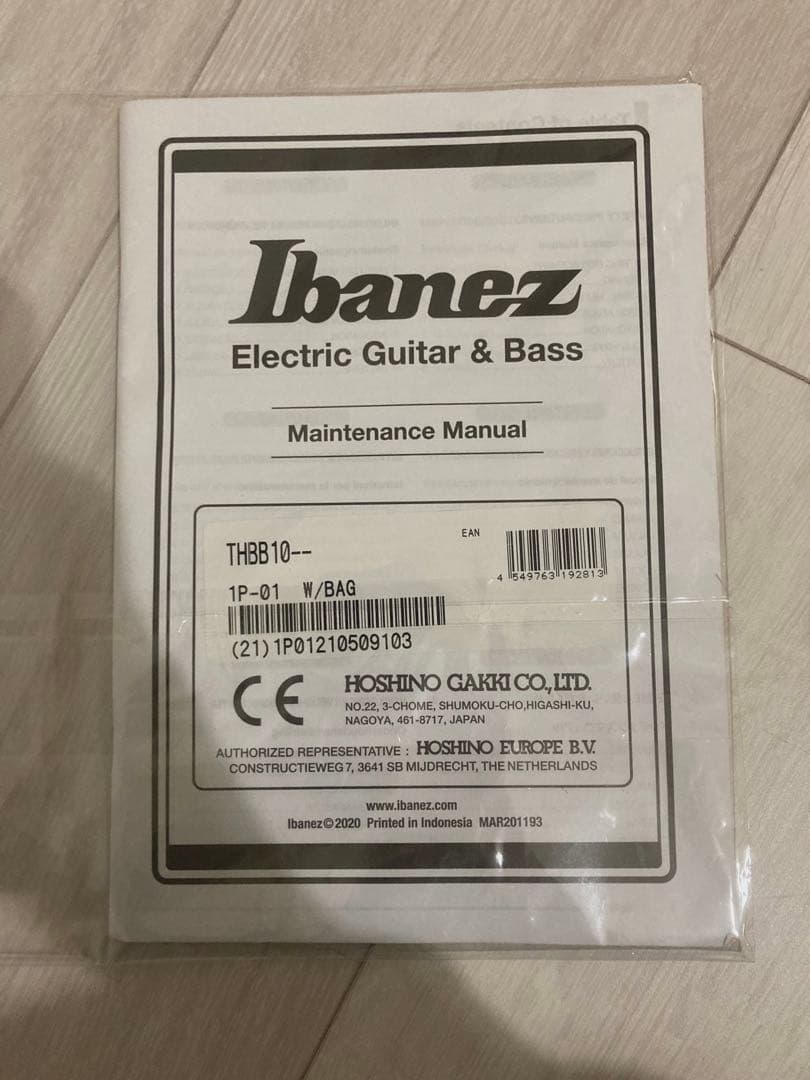 Ibanez
Electric Guitar & Bass
Maintenance Manual
THBB10--
EAN
4 549763 192813
1P-01 W/BAG
(21)1P01210509103
CE
HOSHINO GAKKI CO.,LTD.
NO.22, 3-CHOME, SHUMOKU-CHO,HIGASHI-KU,
NAGOYA, 461-8717, JAPAN
AUTHORIZED REPRESENTATIVE : HOSHINO EUROPE B.V.
CONSTRUCTIEWEG 7, 3641 SB MIJDRECHT, THE NETHERLANDS
www.ibanez.com
Ibanez©2020 Printed in Indonesia MAR201193